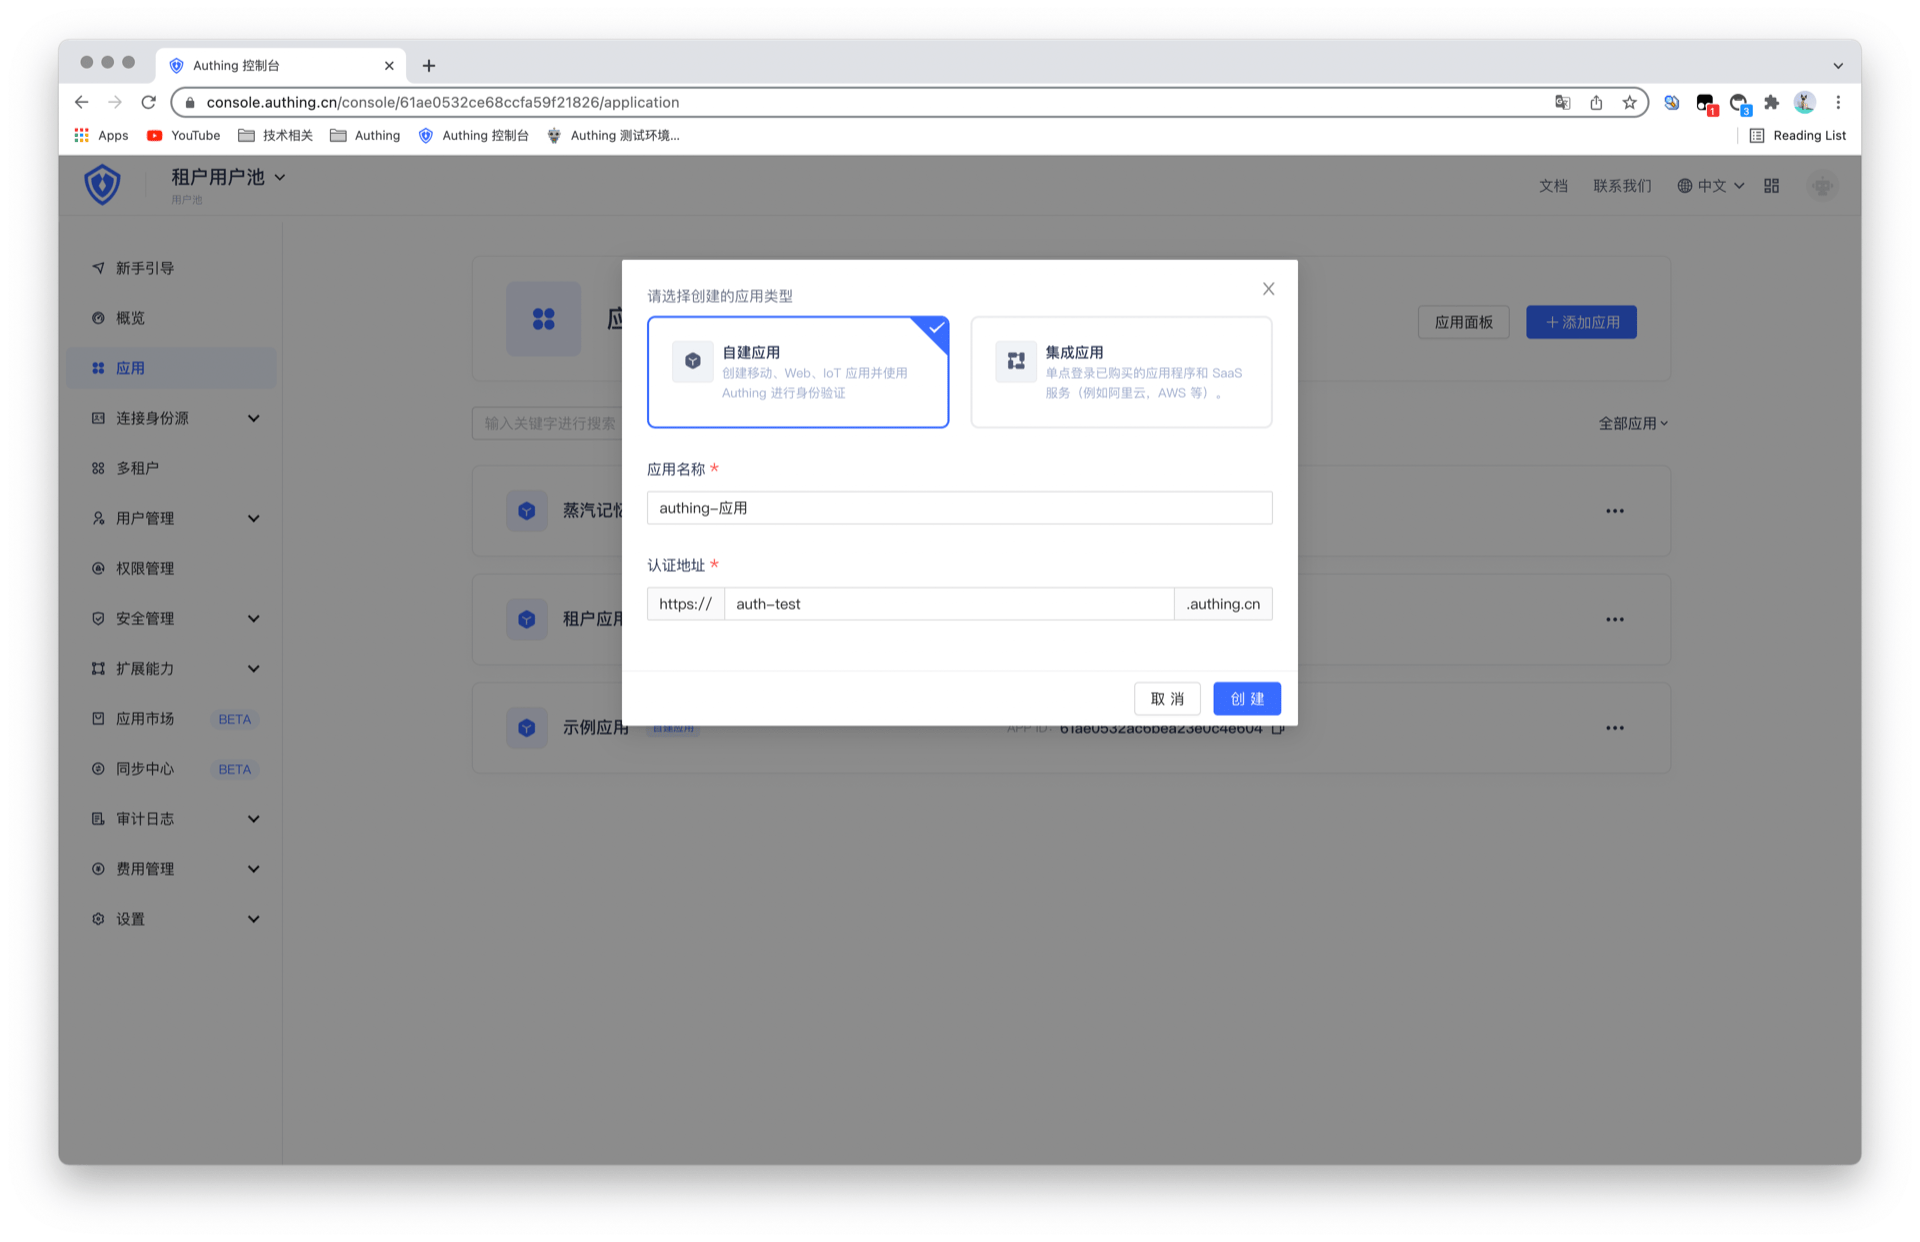 Authing 控制台
console.authing.cn/console/61ae0532ce68ccfa59f21826/application
1
3
Apps
YouTube
技术相关
Authing
Authing 控制台
Authing 测试环境...
Reading List
租户用户池
用户池
文档
联系我们
中文
新手引导
概览
应用
连接身份源
多租户
用户管理
权限管理
安全管理
扩展能力
应用市场 BETA
同步中心 BETA
审计日志
费用管理
设置
应用面板
+ 添加应用
输入关键字进行搜索
全部应用
蒸汽记忆
租户应用
示例应用 自建应用
APP ID: 61ae0532ac6bea23e0c4e604
请选择创建的应用类型
自建应用
创建移动、Web、IoT 应用并使用
Authing 进行身份验证
集成应用
单点登录已购买的应用程序和 SaaS
服务（例如阿里云，AWS 等）。
应用名称 *
authing-应用
认证地址 *
https:// auth-test .authing.cn
取 消
创 建